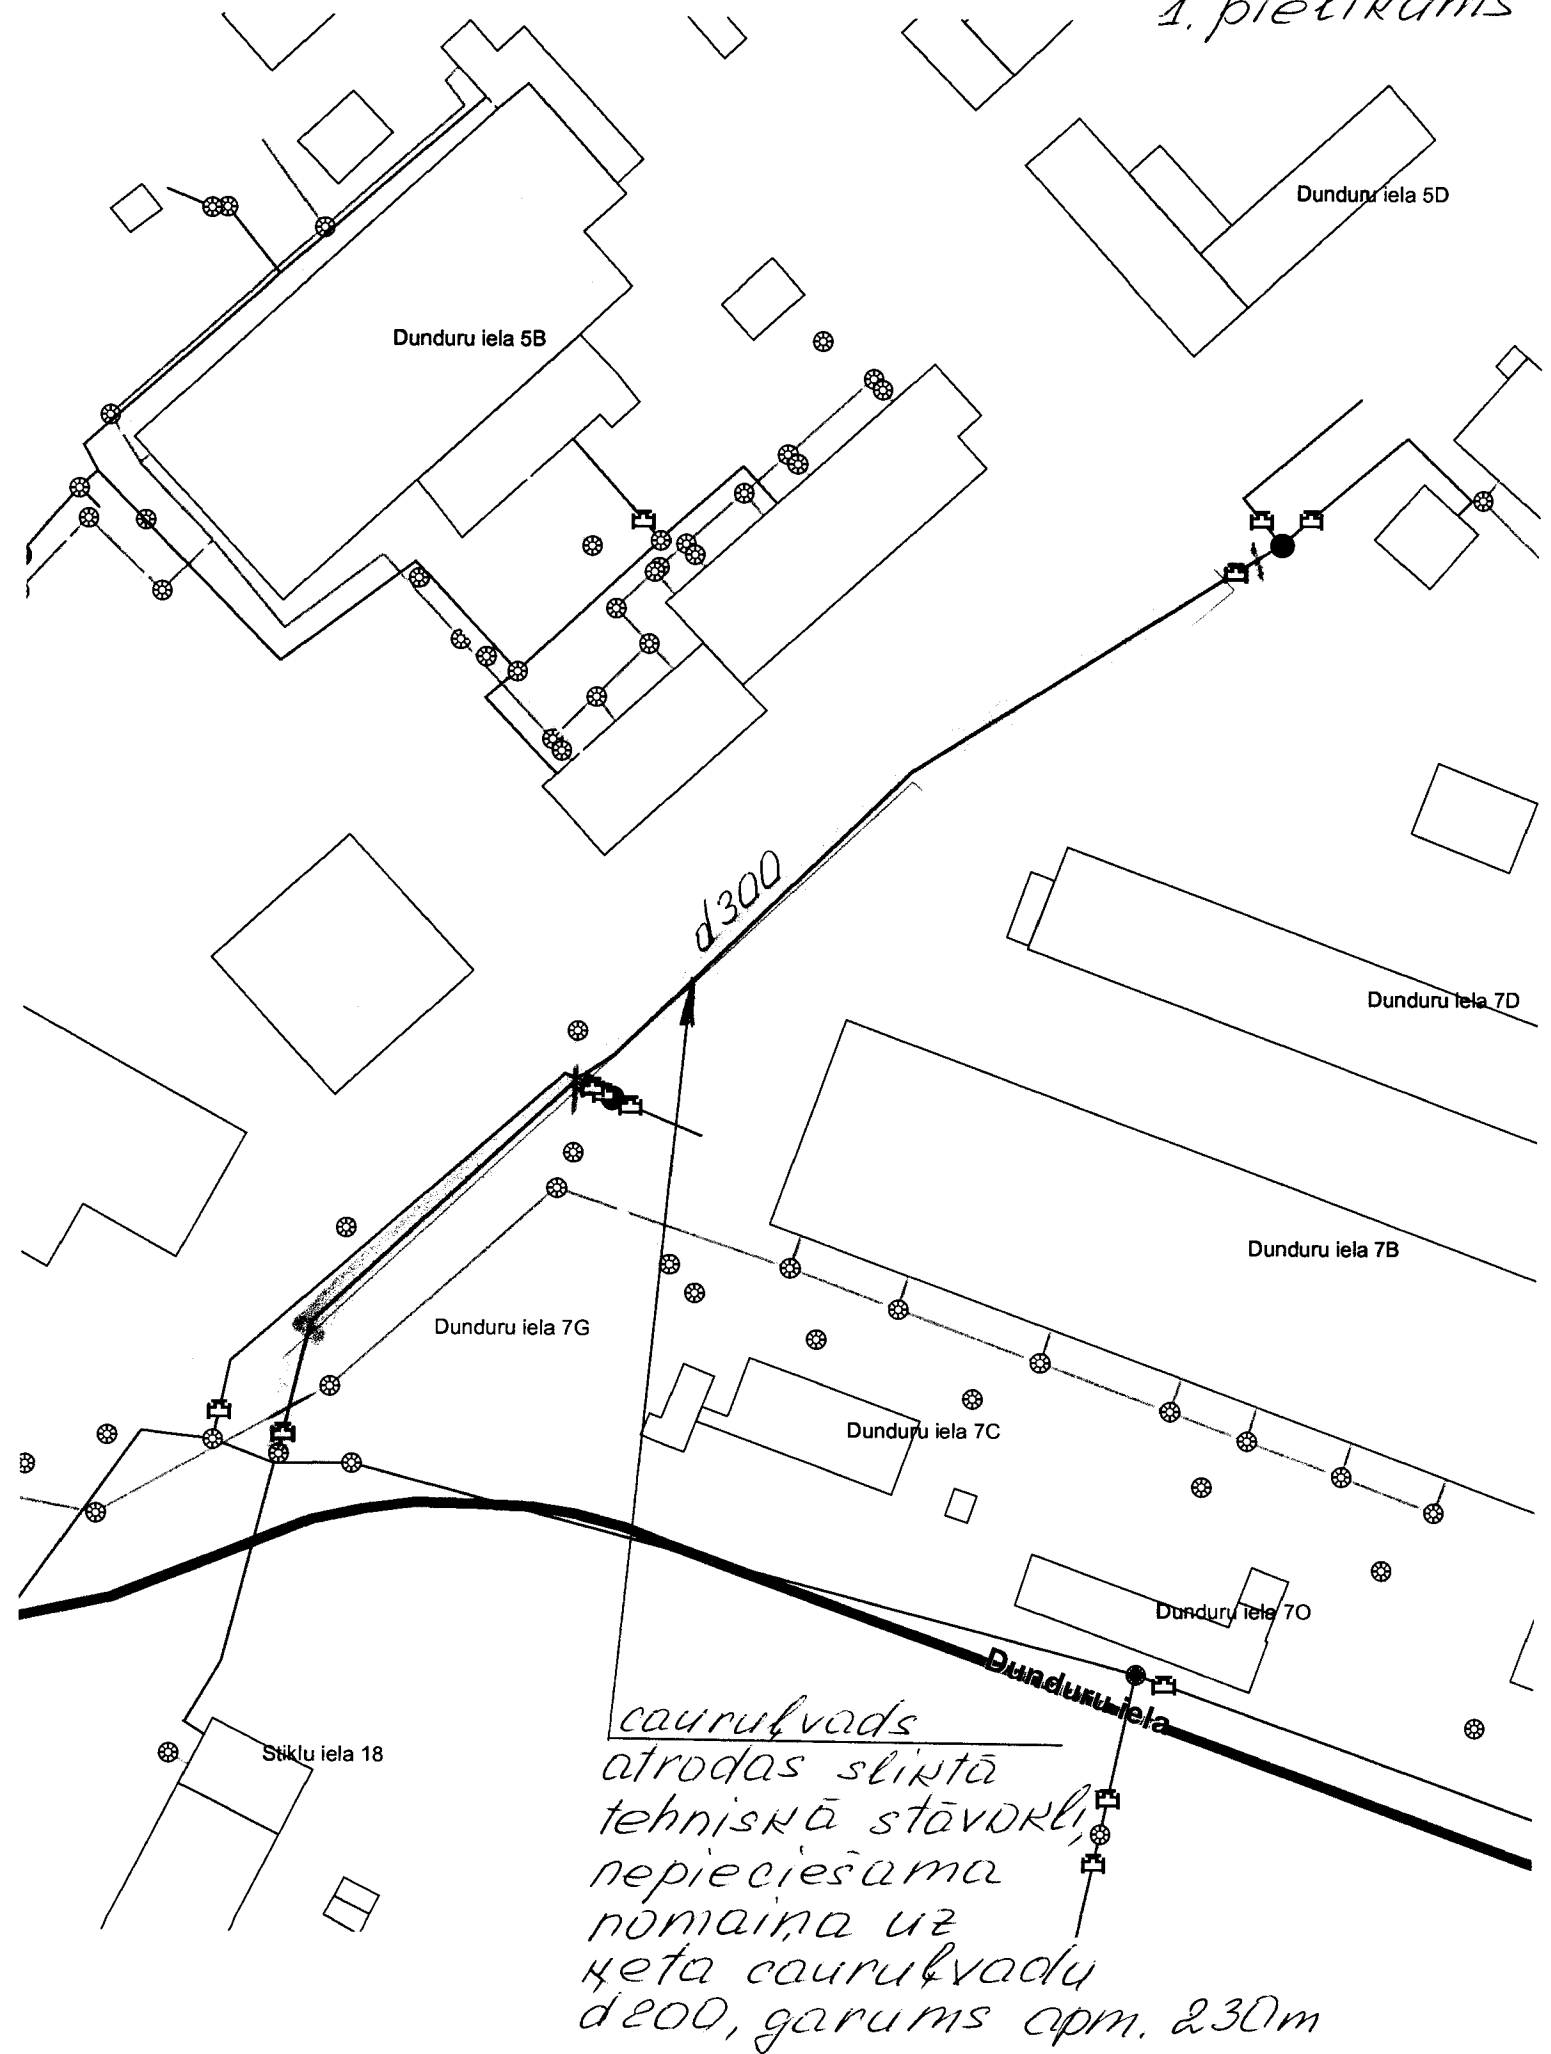 1. pielikums
Dunduru iela 5D
Dunduru iela 5B
d300
Dunduru iela 7D
Dunduru iela 7B
Dunduru iela 7G
Dunduru iela 7C
Dunduru iela 7O
Dunduru iela
Stiklu iela 18
cauruļvads
atrodas sliktā
tehniskā stāvoklī,
nepieciešama
nomaiņa uz
ķeta cauruļvadu
d200, garums apm. 230m